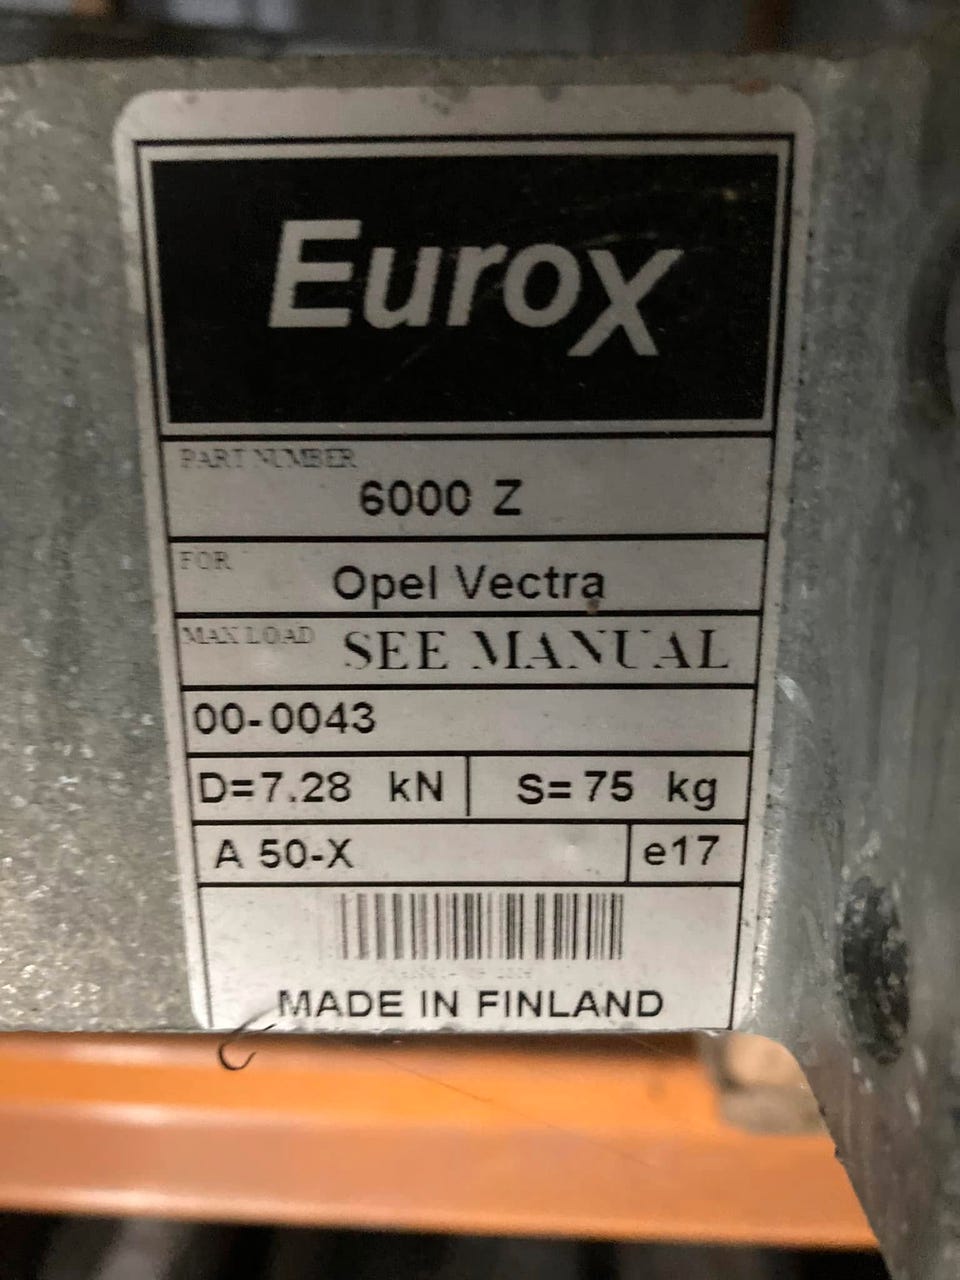 EuroX
PART NUMBER
6000 Z
FOR
Opel Vectra
MAX LOAD SEE MANUAL
00-0043
D=7.28 kN S=75 kg
A 50-X e17
MADE IN FINLAND